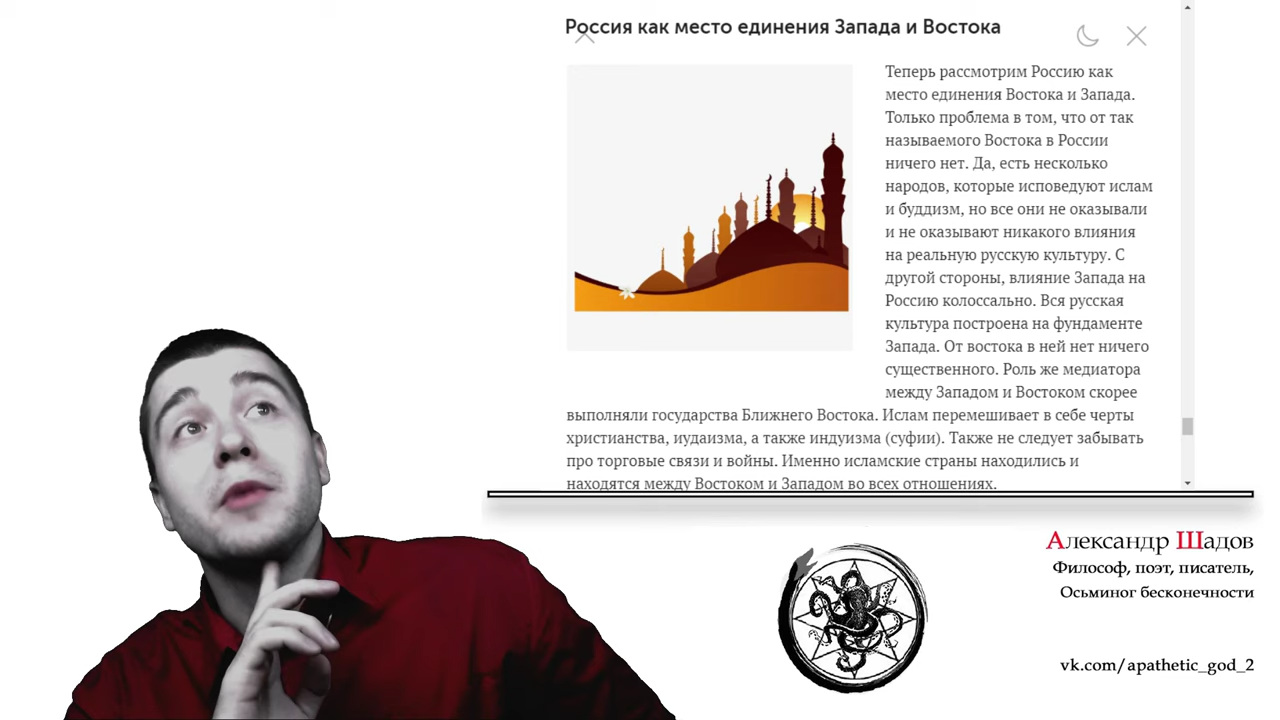 Россия как место единения Запада и Востока
Теперь рассмотрим Россию как
место единения Востока и Запада.
Только проблема в том, что от так
называемого Востока в России
ничего нет. Да, есть несколько
народов, которые исповедуют ислам
и буддизм, но все они не оказывали
и не оказывают никакого влияния
на реальную русскую культуру. С
другой стороны, влияние Запада на
Россию колоссально. Вся русская
культура построена на фундаменте
Запада. От востока в ней нет ничего
существенного. Роль же медиатора
между Западом и Востоком скорее
выполняли государства Ближнего Востока. Ислам перемешивает в себе черты
христианства, иудаизма, а также индуизма (суфии). Также не следует забывать
про торговые связи и войны. Именно исламские страны находились и
находятся между Востоком и Западом во всех отношениях.
Александр Шадов
Философ, поэт, писатель,
Осьминог бесконечности
vk.com/apathetic_god_2